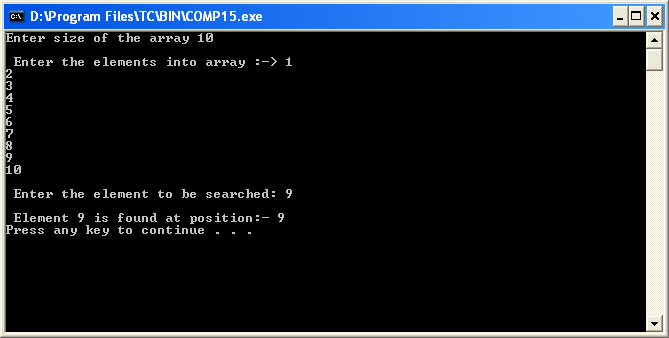 D:\Program Files\TC\BIN\COMP15.exe
Enter size of the array 10
Enter the elements into array :-> 1
2
3
4
5
6
7
8
9
10
Enter the element to be searched: 9
Element 9 is found at position:- 9
Press any key to continue . . .